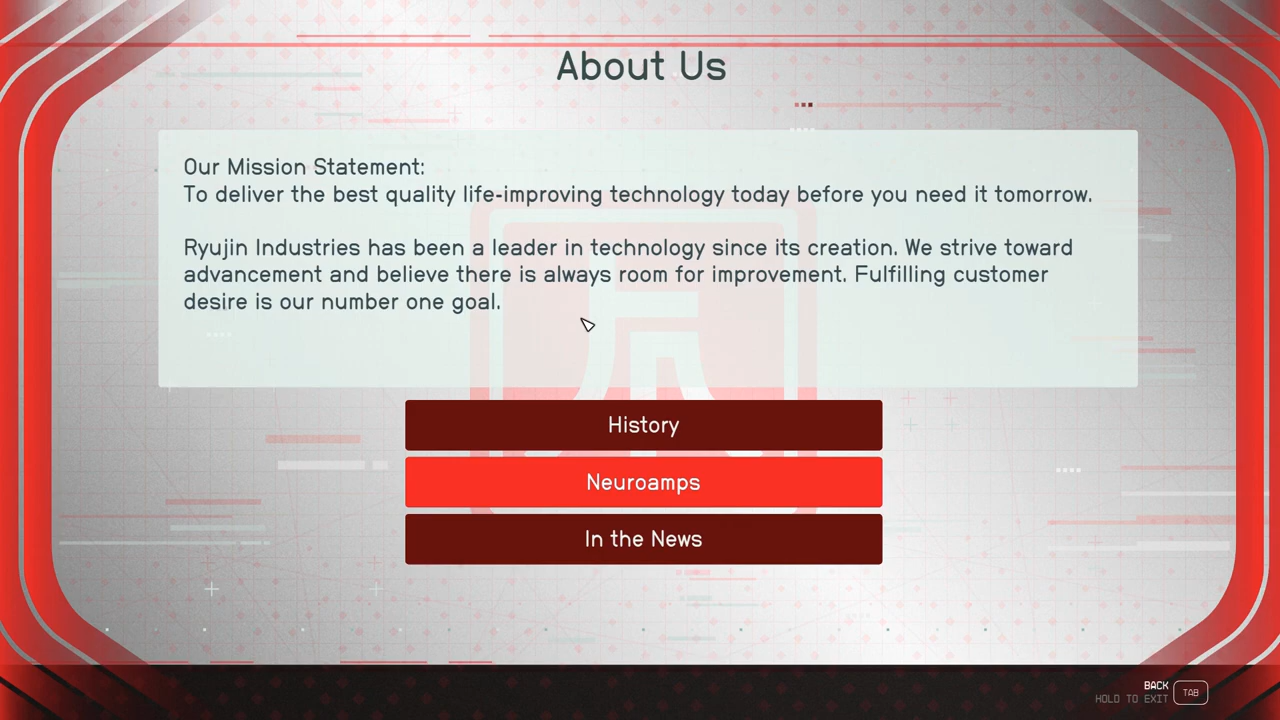 About Us
Our Mission Statement:
To deliver the best quality life-improving technology today before you need it tomorrow.
Ryujin Industries has been a leader in technology since its creation. We strive toward
advancement and believe there is always room for improvement. Fulfilling customer
desire is our number one goal.
History
Neuroamps
In the News
BACK
HOLD TO EXIT
TAB